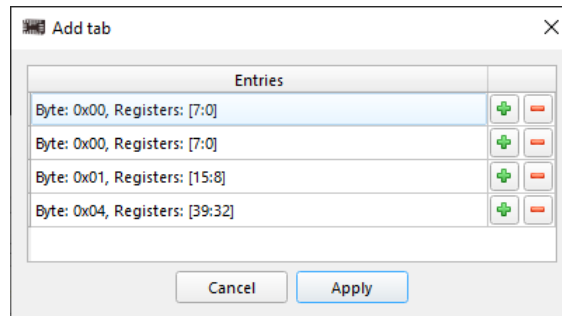 Add tab
Entries
Byte: 0x00, Registers: [7:0]
Byte: 0x00, Registers: [7:0]
Byte: 0x01, Registers: [15:8]
Byte: 0x04, Registers: [39:32]
Cancel Apply